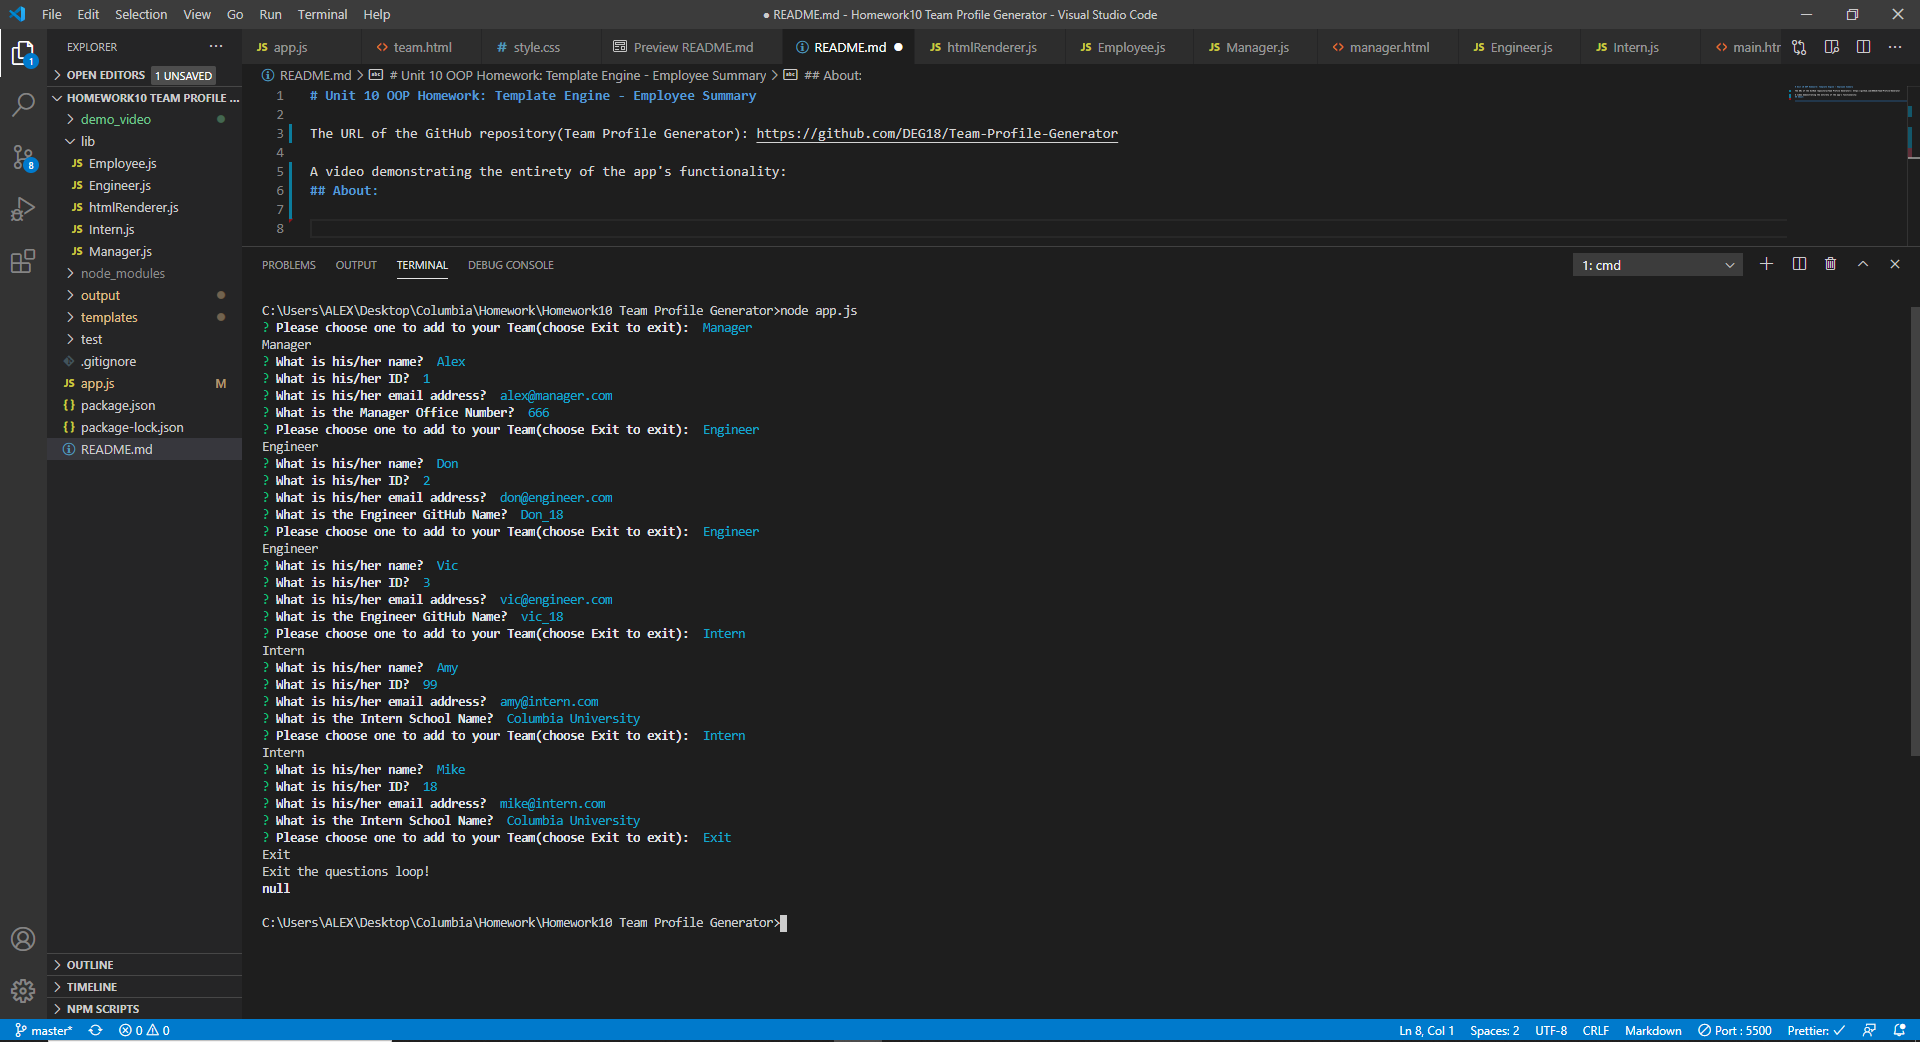 File Edit Selection View Go Run Terminal Help
● README.md - Homework10 Team Profile Generator - Visual Studio Code
EXPLORER ···
OPEN EDITORS 1 UNSAVED
HOMEWORK10 TEAM PROFILE ...
demo_video
lib
JS Employee.js
JS Engineer.js
JS htmlRenderer.js
JS Intern.js
JS Manager.js
node_modules
output
templates
test
.gitignore
JS app.js M
{} package.json
{} package-lock.json
README.md
OUTLINE
TIMELINE
NPM SCRIPTS
1
8
JS app.js <> team.html # style.css Preview README.md README.md ● JS htmlRenderer.js JS Employee.js JS Manager.js <> manager.html JS Engineer.js JS Intern.js <> main.htr ···
README.md > # Unit 10 OOP Homework: Template Engine - Employee Summary > ## About:
1 # Unit 10 OOP Homework: Template Engine - Employee Summary
2
3 The URL of the GitHub repository(Team Profile Generator): https://github.com/DEG18/Team-Profile-Generator
4
5 A video demonstrating the entirety of the app's functionality:
6 ## About:
7
8
PROBLEMS OUTPUT TERMINAL DEBUG CONSOLE 1: cmd
C:\Users\ALEX\Desktop\Columbia\Homework\Homework10 Team Profile Generator>node app.js
? Please choose one to add to your Team(choose Exit to exit): Manager
Manager
? What is his/her name? Alex
? What is his/her ID? 1
? What is his/her email address? alex@manager.com
? What is the Manager Office Number? 666
? Please choose one to add to your Team(choose Exit to exit): Engineer
Engineer
? What is his/her name? Don
? What is his/her ID? 2
? What is his/her email address? don@engineer.com
? What is the Engineer GitHub Name? Don_18
? Please choose one to add to your Team(choose Exit to exit): Engineer
Engineer
? What is his/her name? Vic
? What is his/her ID? 3
? What is his/her email address? vic@engineer.com
? What is the Engineer GitHub Name? vic_18
? Please choose one to add to your Team(choose Exit to exit): Intern
Intern
? What is his/her name? Amy
? What is his/her ID? 99
? What is his/her email address? amy@intern.com
? What is the Intern School Name? Columbia University
? Please choose one to add to your Team(choose Exit to exit): Intern
Intern
? What is his/her name? Mike
? What is his/her ID? 18
? What is his/her email address? mike@intern.com
? What is the Intern School Name? Columbia University
? Please choose one to add to your Team(choose Exit to exit): Exit
Exit
Exit the questions loop!
null
C:\Users\ALEX\Desktop\Columbia\Homework\Homework10 Team Profile Generator>
master* 0 0 Ln 8, Col 1 Spaces: 2 UTF-8 CRLF Markdown Port : 5500 Prettier: ✓